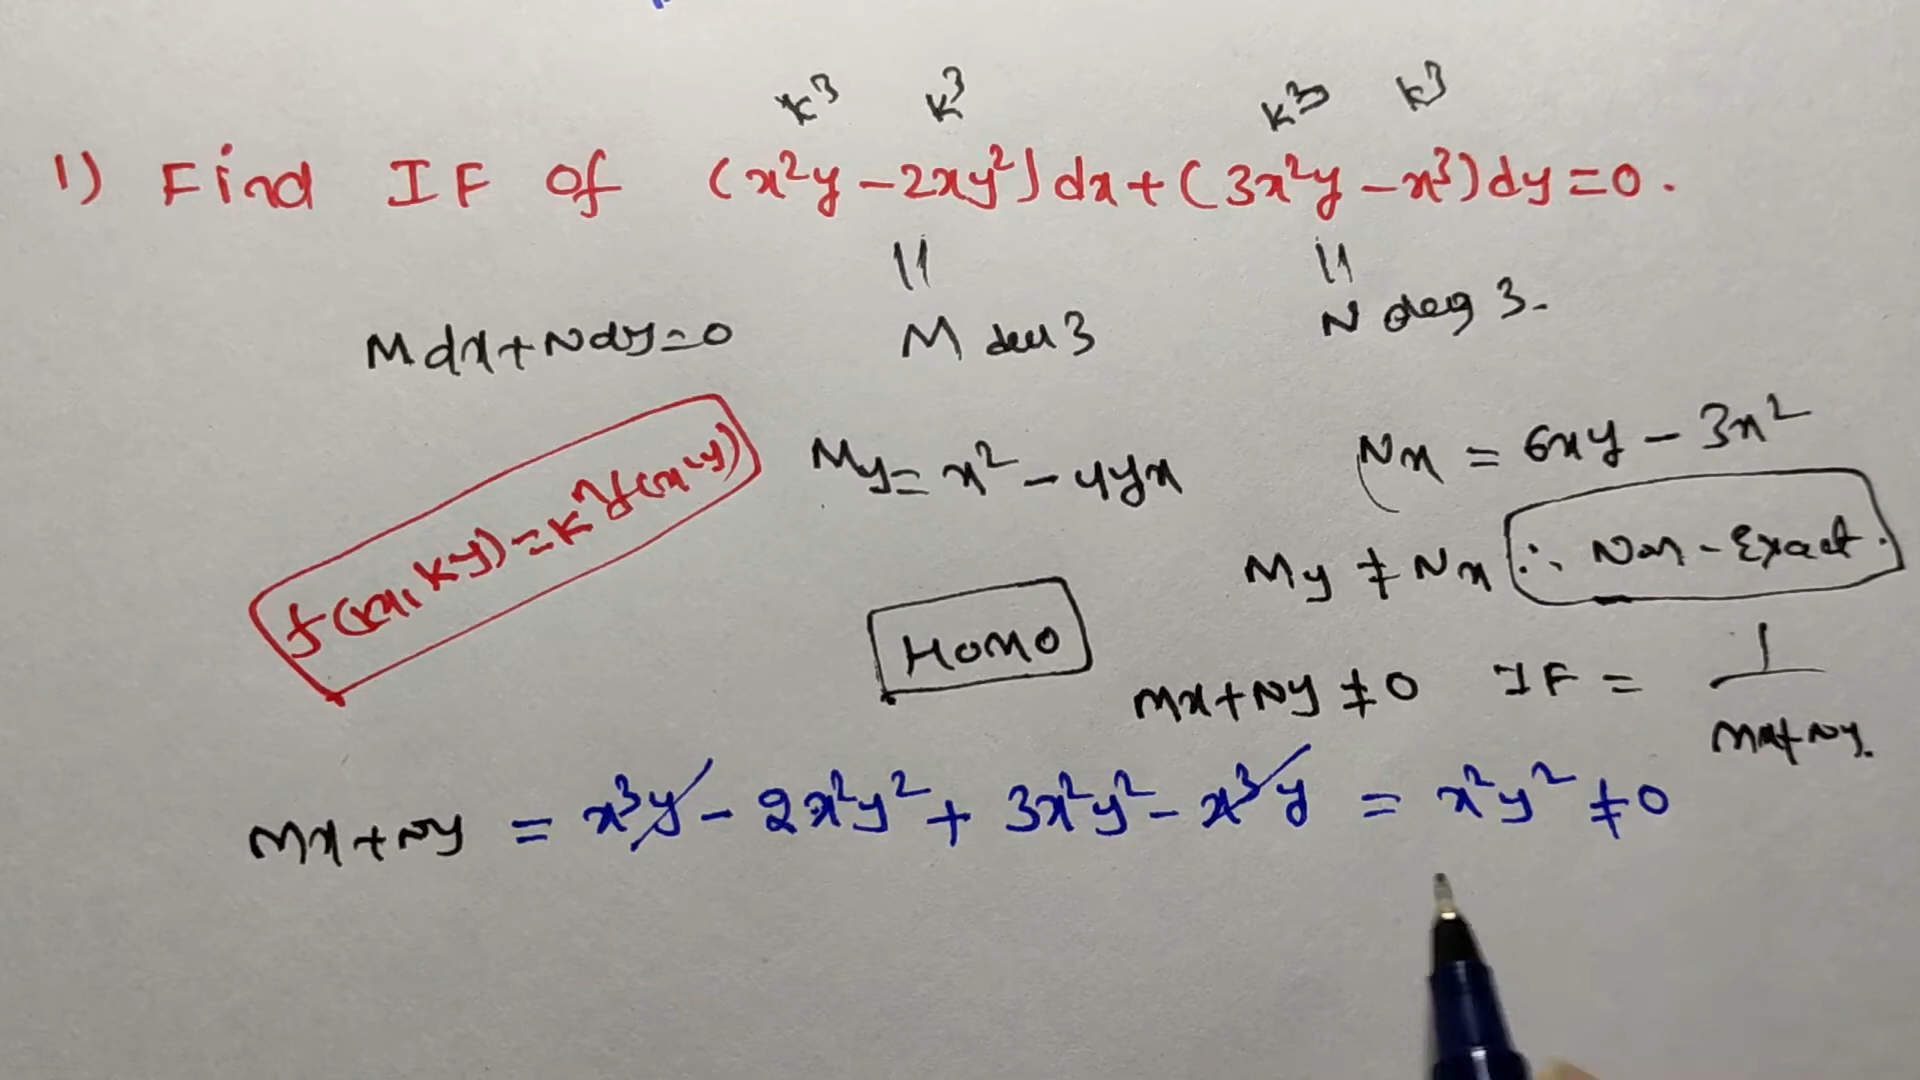 k³ k³ k³ k³
1) Find IF of (x²y - 2xy²)dx + (3x²y - x³)dy = 0.
|| ||
Mdx + Ndy = 0 M deg 3 N deg 3.
f(kx, ky) = kⁿf(x, y)
My = x² - 4yx Nx = 6xy - 3x²
My ≠ Nx ∴ Non-Exact.
Homo
Mx + Ny ≠ 0 IF = 1/(Mx + Ny).
Mx + Ny = x³y - 2x²y² + 3x²y² - x³y = x²y² ≠ 0